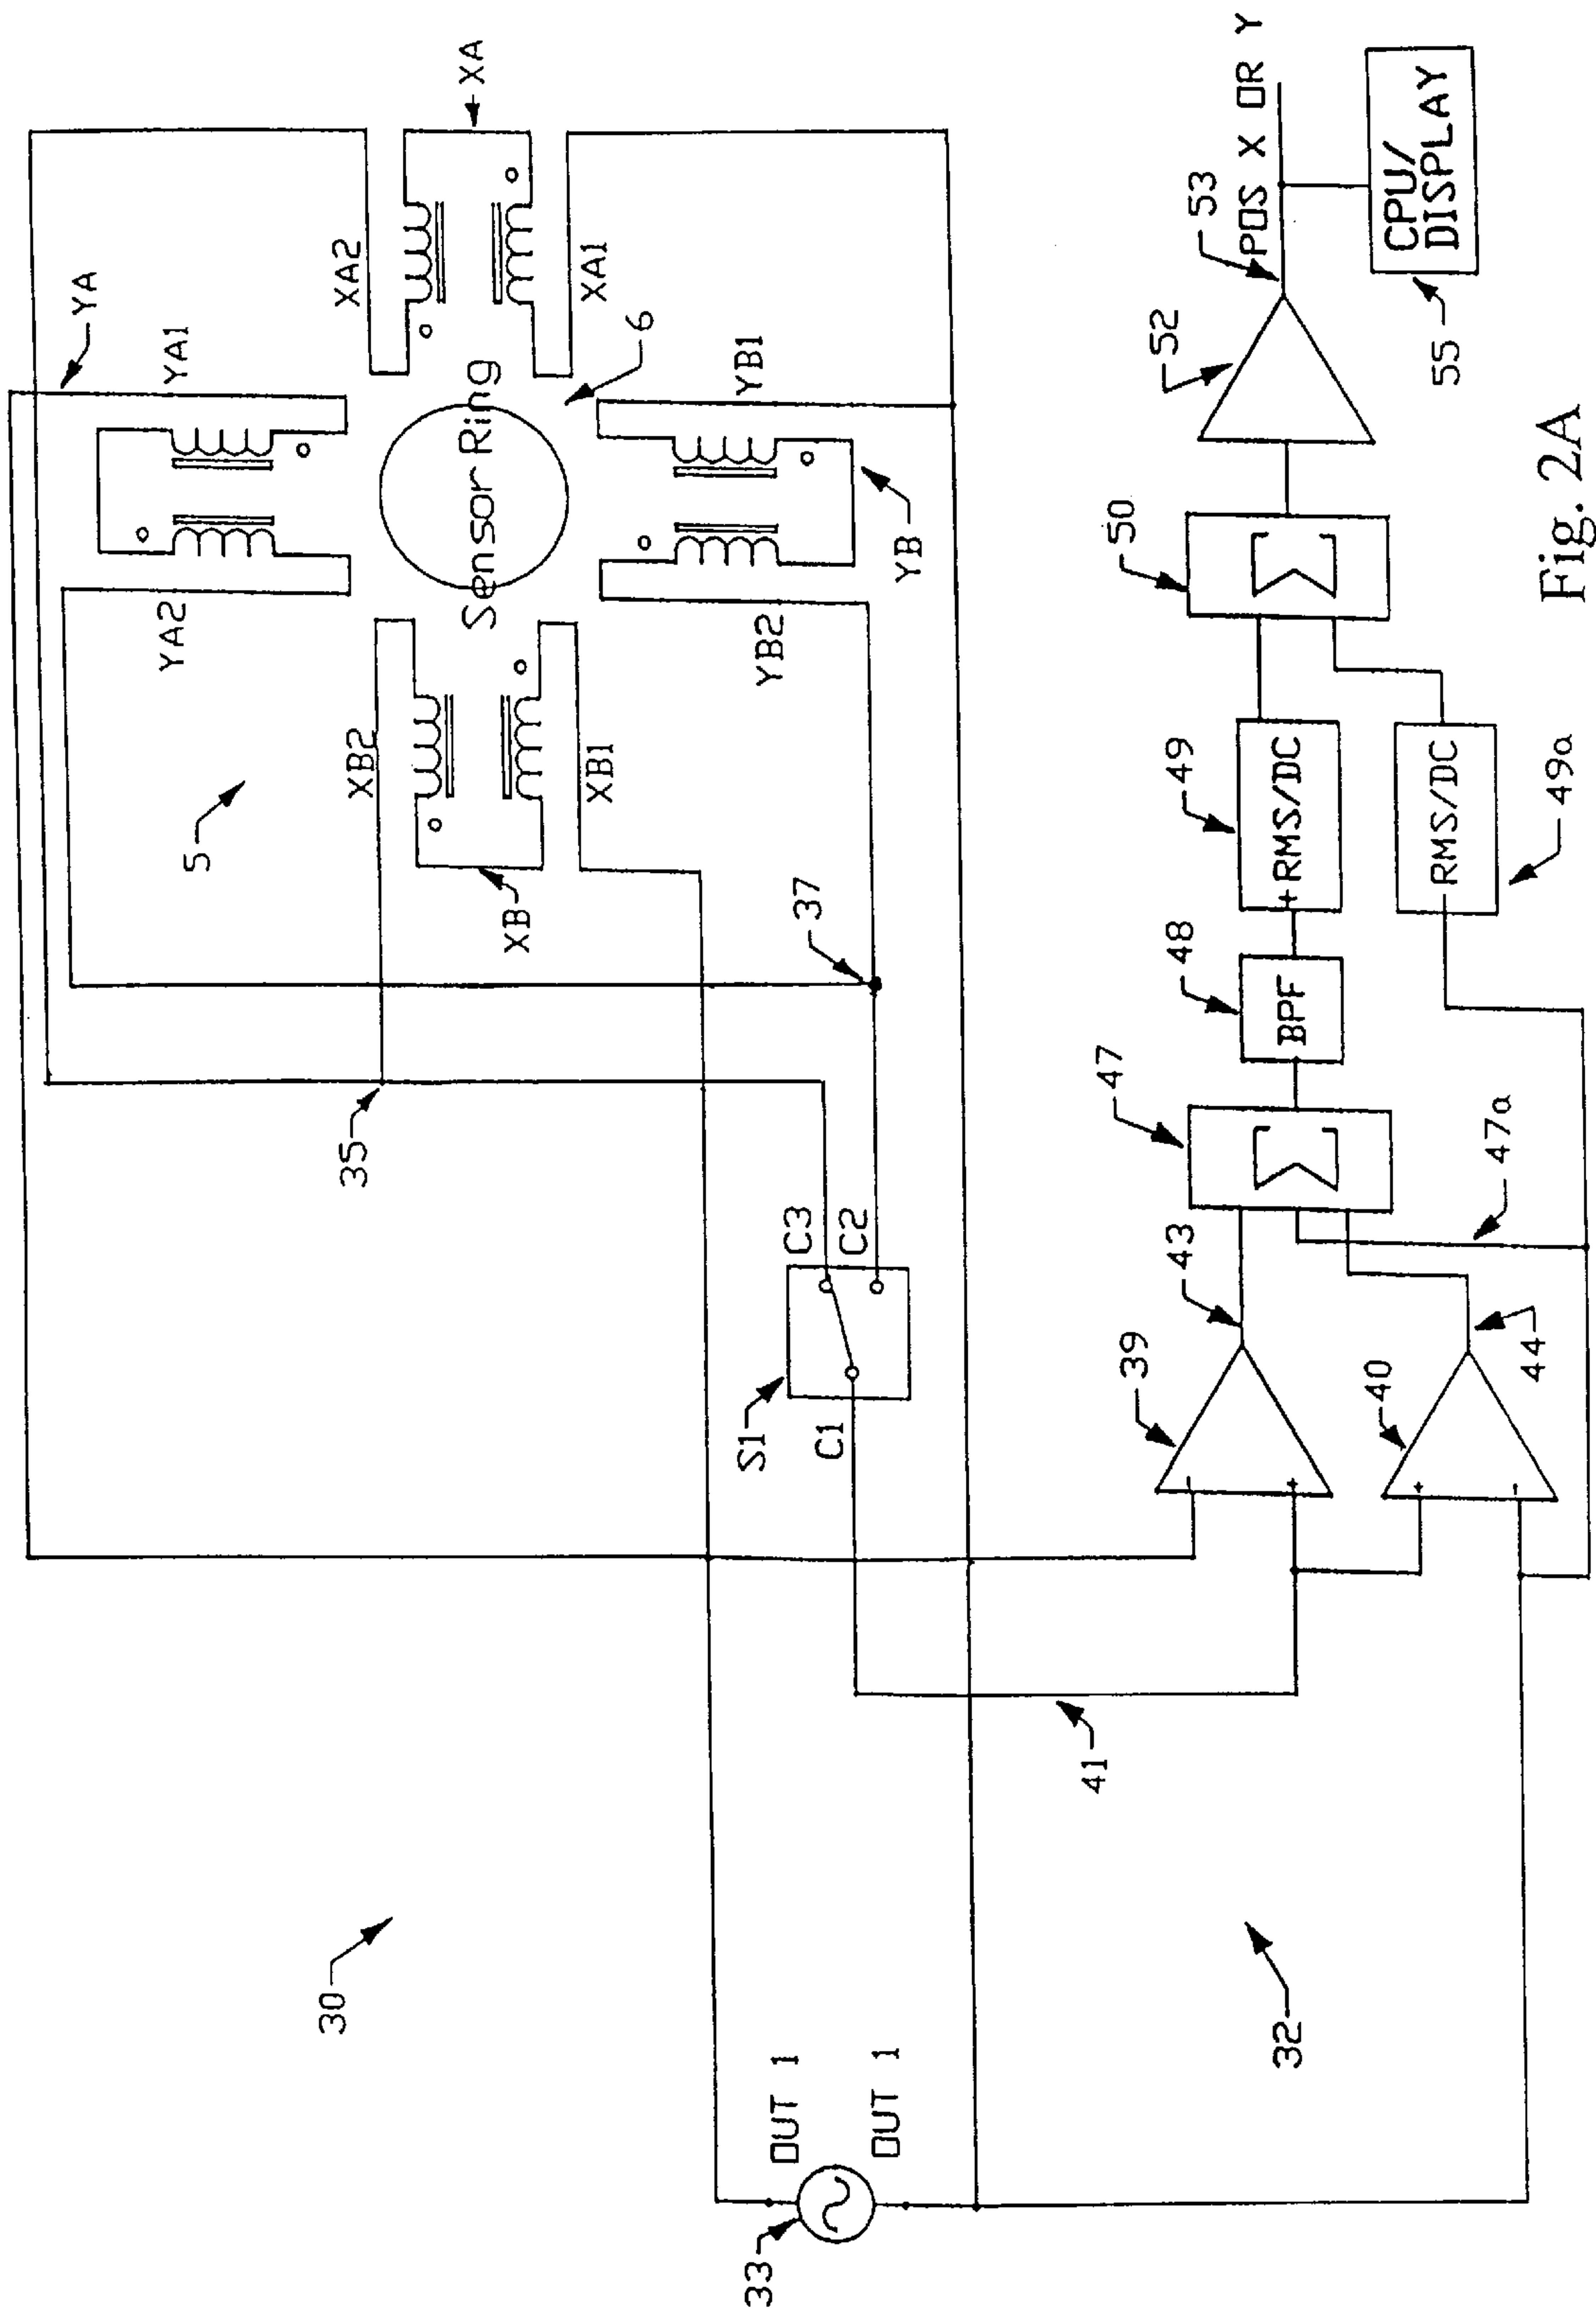 YA
XA
YA1
YA2
XA2
XA1
5
XB2
XB1
XB
Sensor Ring
6
YB1
YB2
YB
35
37
30
S1
C3
C2
C1
33
OUT 1
OUT 1
41
32
39
43
-
+
40
+
-
44
47
Σ
47a
48
BPF
49
+RMS/DC
RMS/DC
49a
50
Σ
52
53
POS X OR Y
CPU/
DISPLAY
55
Fig. 2A